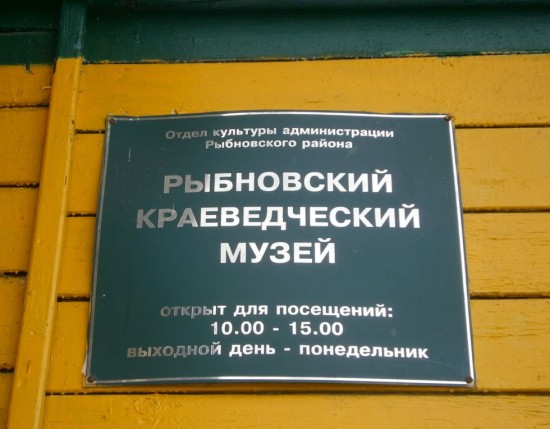 Отдел культуры администрации
Рыбновского района
РЫБНОВСКИЙ
КРАЕВЕДЧЕСКИЙ
МУЗЕЙ
открыт для посещений:
10.00 - 15.00
выходной день - понедельник